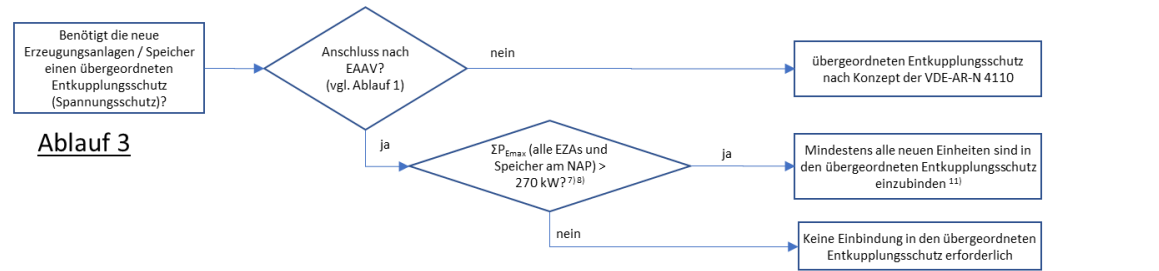 Benötigt die neue
Erzeugungsanlagen / Speicher
einen übergeordneten
Entkupplungsschutz
(Spannungsschutz)?
Anschluss nach
EAAV?
(vgl. Ablauf 1)
nein
übergeordneten Entkupplungsschutz
nach Konzept der VDE-AR-N 4110
Ablauf 3
ja
ΣP_Emax (alle EZAs und
Speicher am NAP) >
270 kW? 7) 8)
ja
Mindestens alle neuen Einheiten sind in
den übergeordneten Entkupplungsschutz
einzubinden 11)
nein
Keine Einbindung in den übergeordneten
Entkupplungsschutz erforderlich